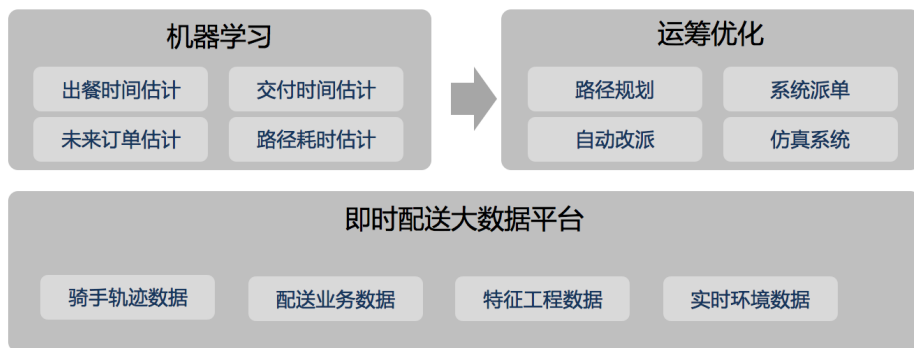 机器学习
出餐时间估计
交付时间估计
未来订单估计
路径耗时估计
运筹优化
路径规划
系统派单
自动改派
仿真系统
即时配送大数据平台
骑手轨迹数据
配送业务数据
特征工程数据
实时环境数据